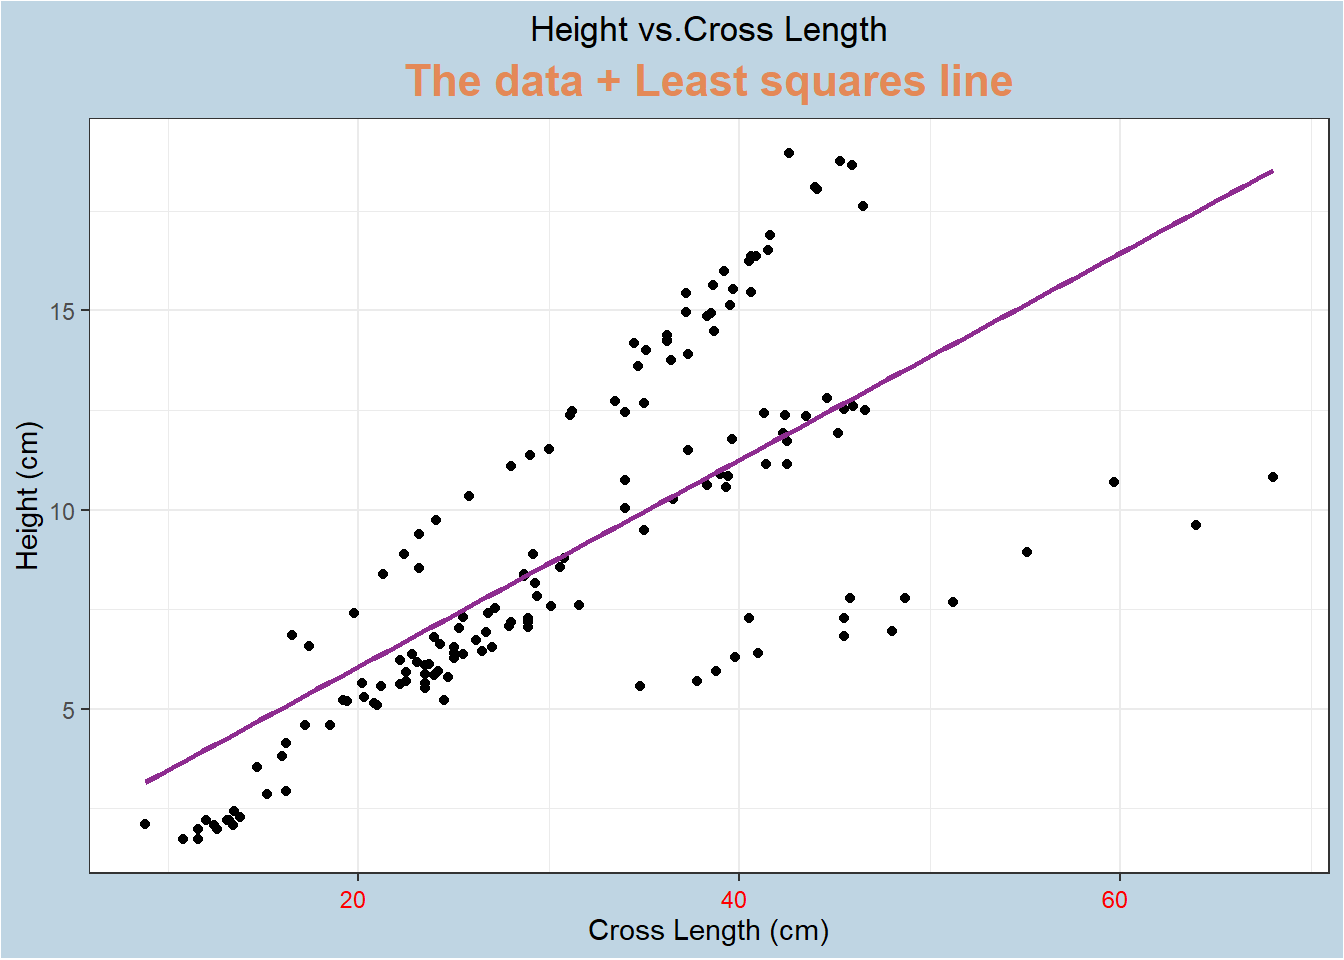 Height vs.Cross Length
The data + Least squares line
15
10
5
Height (cm)
20 40 60
Cross Length (cm)